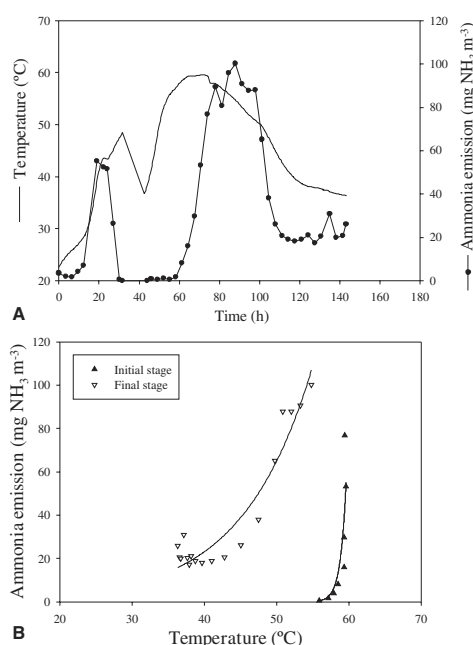 Temperature (ºC)
60
50
40
30
20
70
120
100
80
60
40
20
0
Ammonia emission
(mg NH₃ m⁻³)
0 20 40 60 80 100 120 140 160 180
Time (h)
A
Ammonia emission (mg NH₃ m⁻³)
120
100
80
60
40
20
0
Initial stage
Final stage
20 30 40 50 60 70
Temperature (ºC)
B